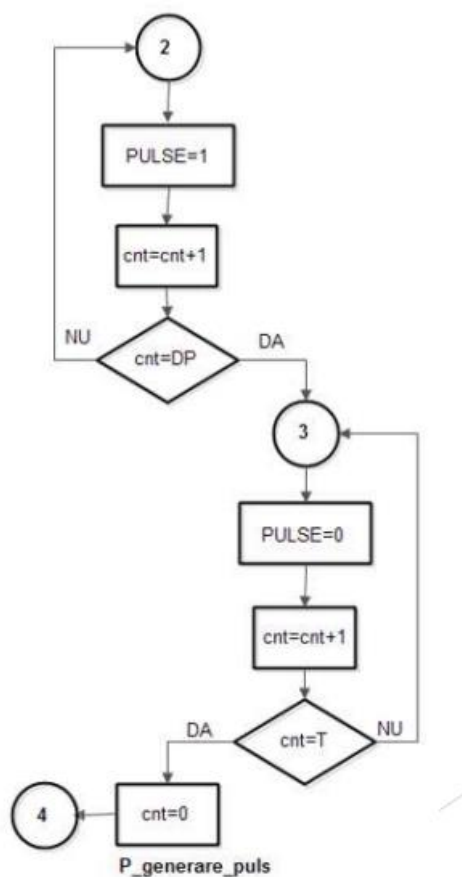 2
PULSE=1
cnt=cnt+1
NU
cnt=DP
DA
3
PULSE=0
cnt=cnt+1
DA
cnt=T
NU
4
cnt=0
P_generare_puls